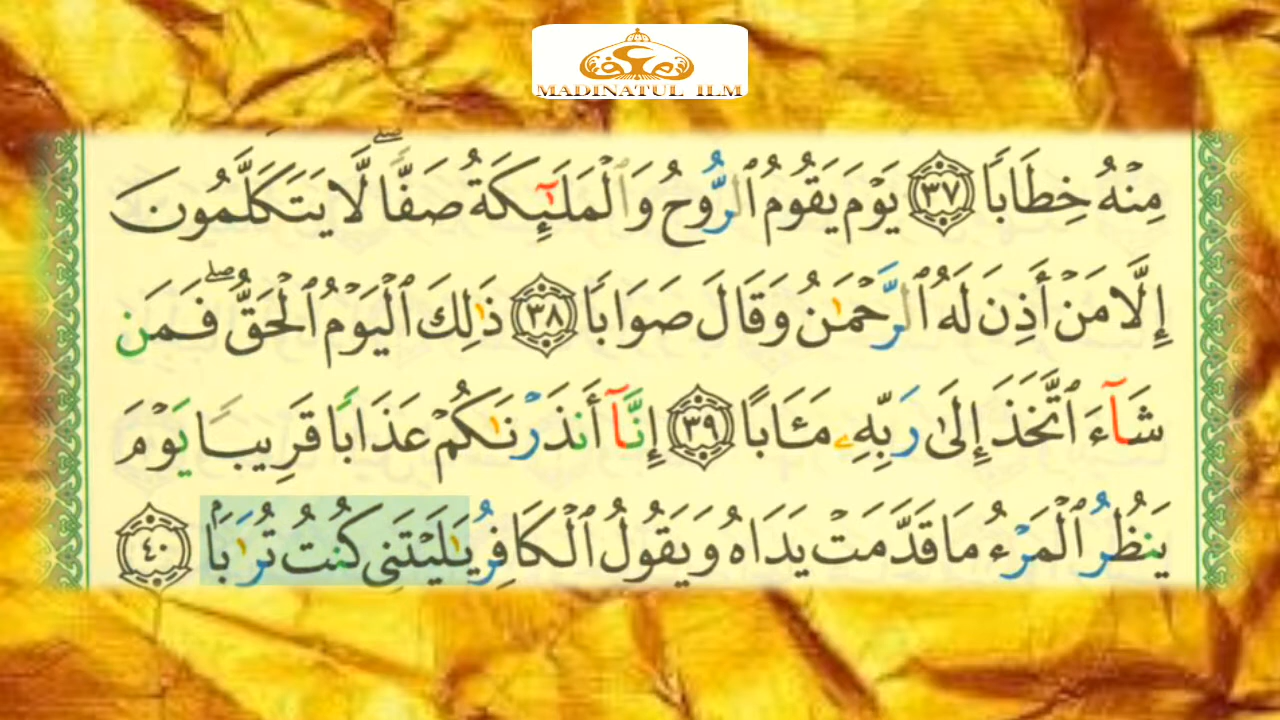 MADINATUL ILM
مِنْهُ خِطَابًا ٣٧ يَوْمَ يَقُومُ ٱلرُّوحُ وَٱلْمَلَٰٓئِكَةُ صَفًّا ۖ لَّا يَتَكَلَّمُونَ
إِلَّا مَنْ أَذِنَ لَهُ ٱلرَّحْمَٰنُ وَقَالَ صَوَابًا ٣٨ ذَٰلِكَ ٱلْيَوْمُ ٱلْحَقُّ ۖ فَمَن
شَآءَ ٱتَّخَذَ إِلَىٰ رَبِّهِۦ مَـَٔابًا ٣٩ إِنَّآ أَنذَرْنَٰكُمْ عَذَابًا قَرِيبًا يَوْمَ
يَنظُرُ ٱلْمَرْءُ مَا قَدَّمَتْ يَدَاهُ وَيَقُولُ ٱلْكَافِرُ يَٰلَيْتَنِى كُنتُ تُرَٰبًۢا ٤٠